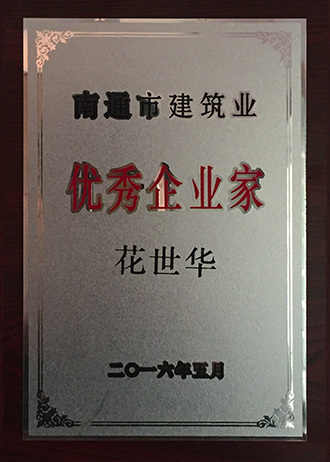 南通市建筑业
优秀企业家
花世华
二〇一六年五月